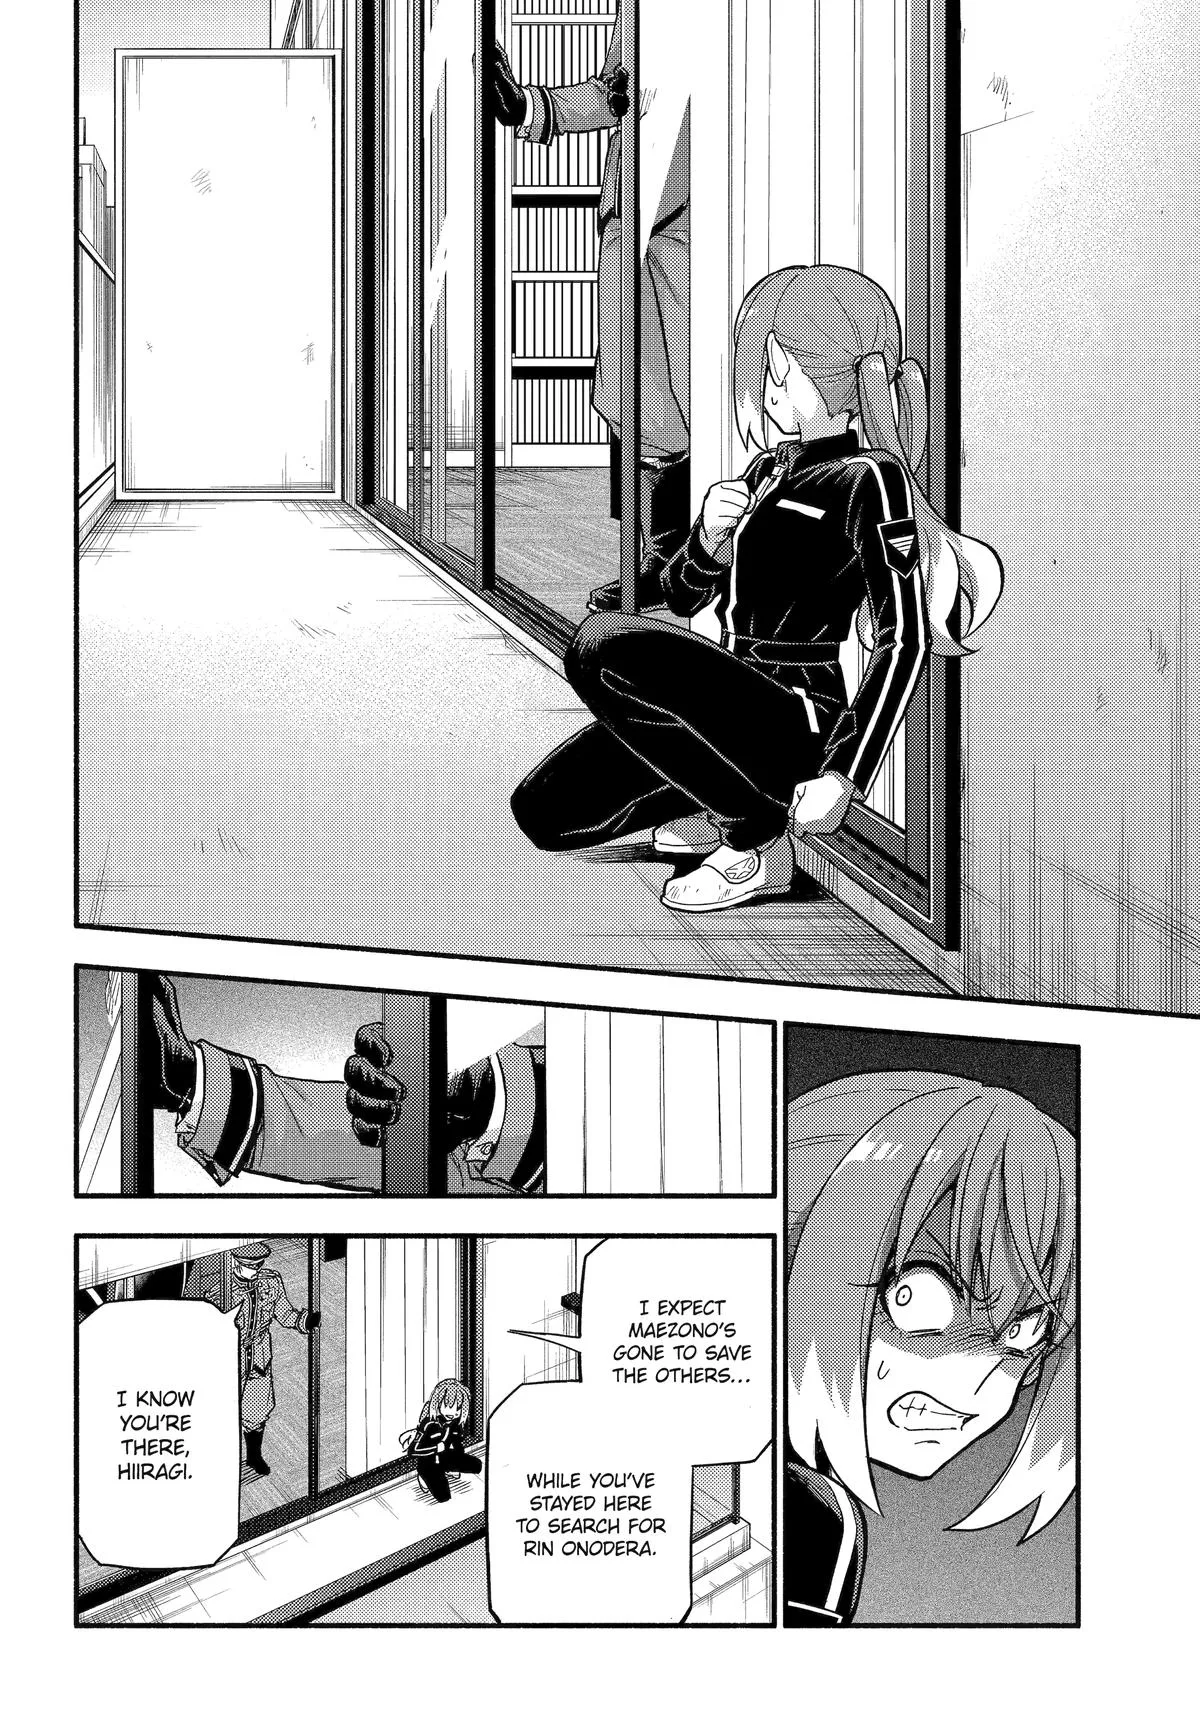 I EXPECT
MAEZONO'S
GONE TO SAVE
THE OTHERS...
WHILE YOU'VE
STAYED HERE
TO SEARCH FOR
RIN ONODERA.
I KNOW
YOU'RE
THERE,
HIIRAGI.